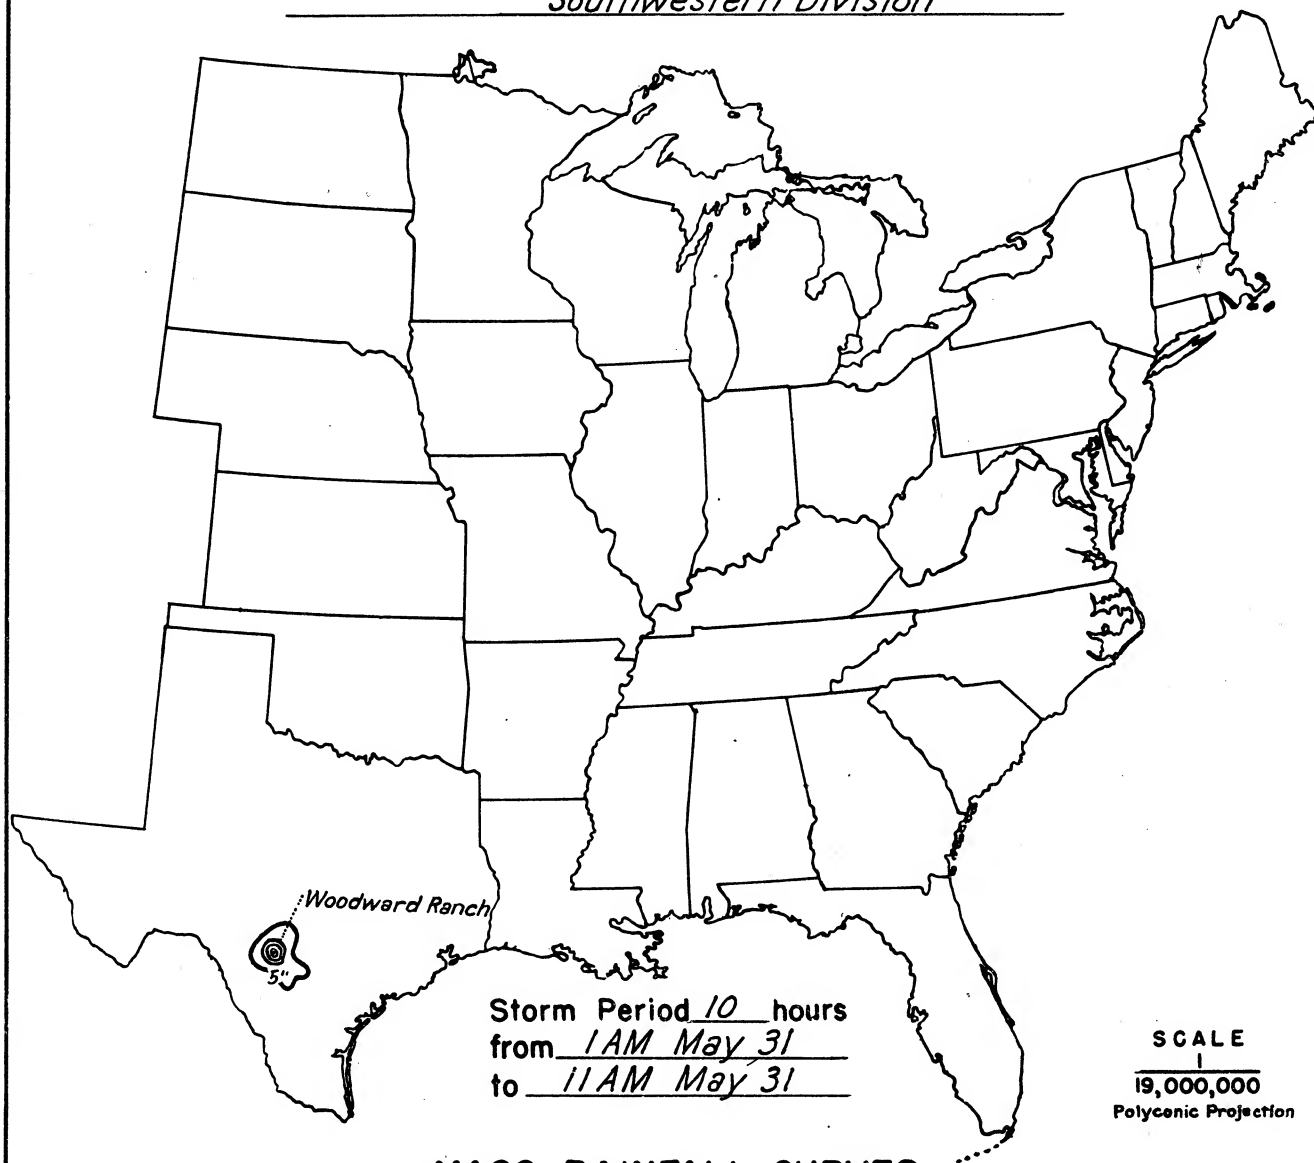 Southwestern Division
Woodward Ranch
5"
Storm Period 10 hours
from 1 AM May 31
to 11 AM May 31
SCALE
1
19,000,000
Polyconic Projection
MASS RAINFALL CURVES